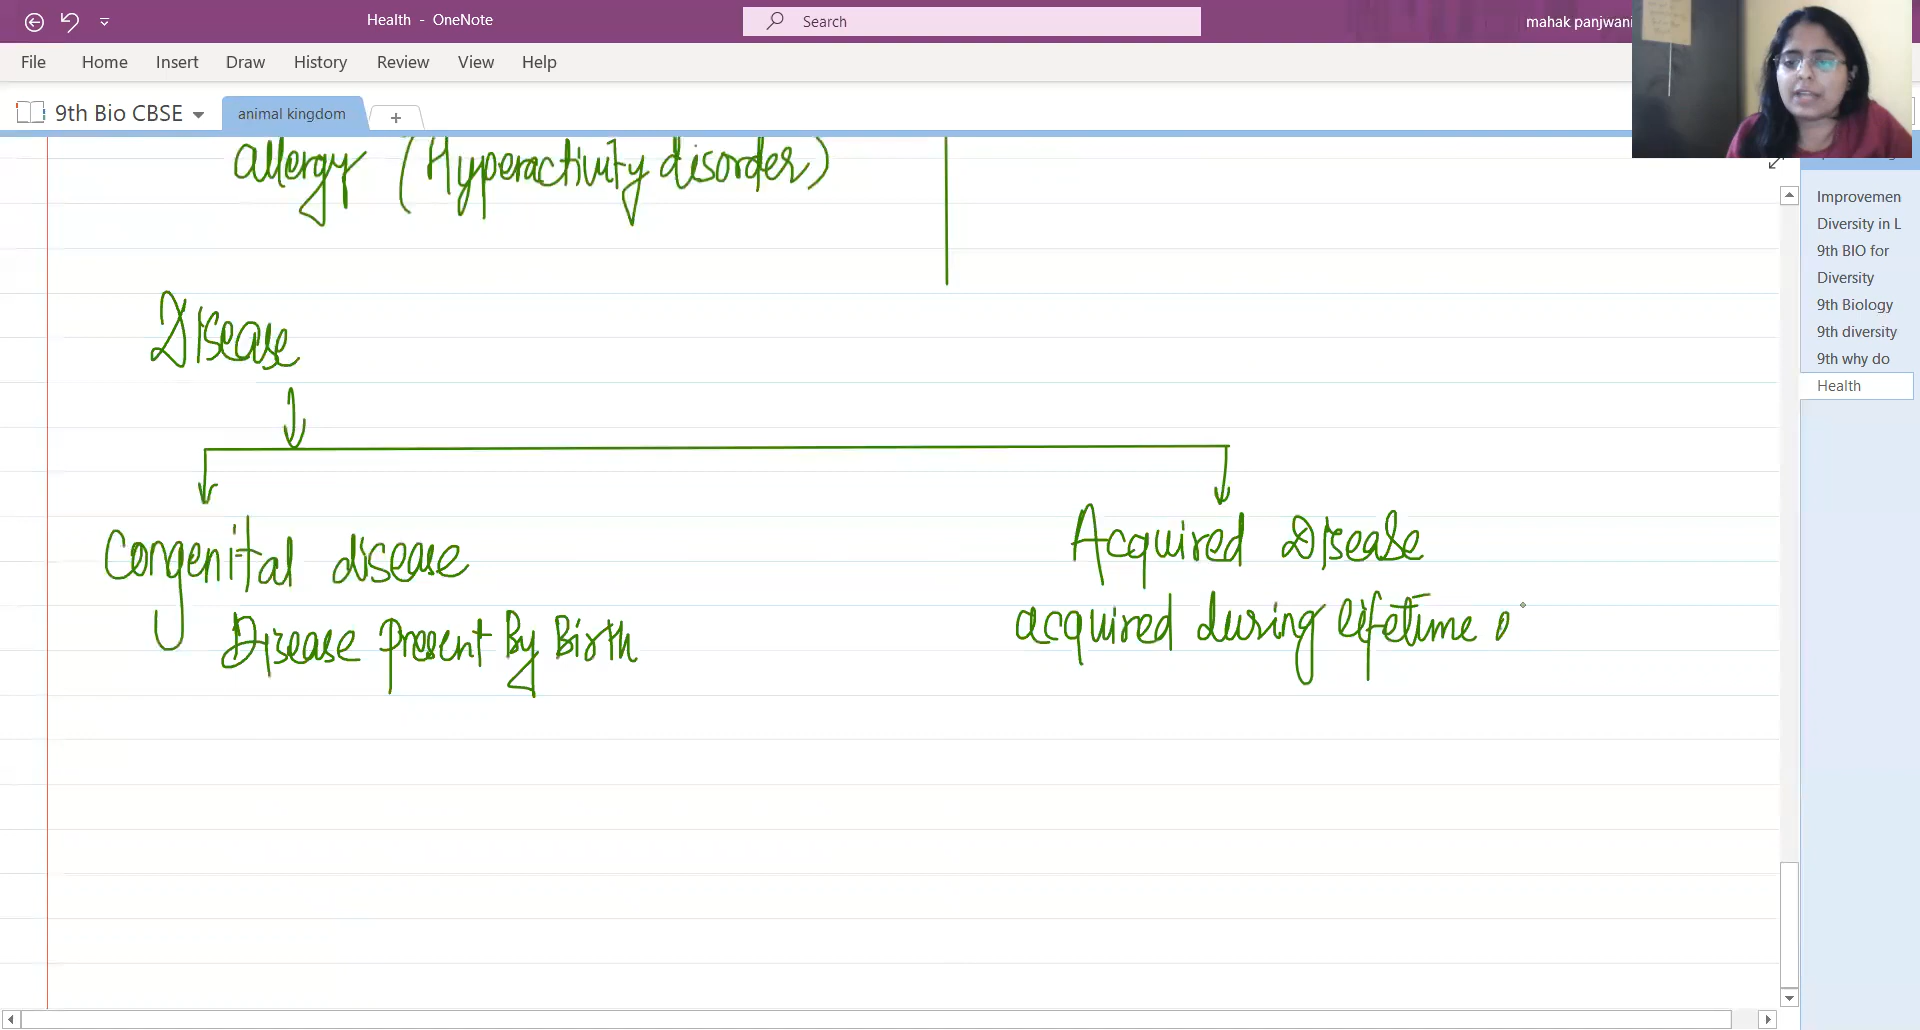 Health - OneNote
Search
mahak panjwani
File Home Insert Draw History Review View Help
9th Bio CBSE
animal kingdom
+
allergy (Hyperactivity disorder)
Disease
Congenital disease
Disease Present By Birth
Acquired Disease
acquired during lifetime o
Improvemen
Diversity in L
9th BIO for
Diversity
9th Biology
9th diversity
9th why do
Health